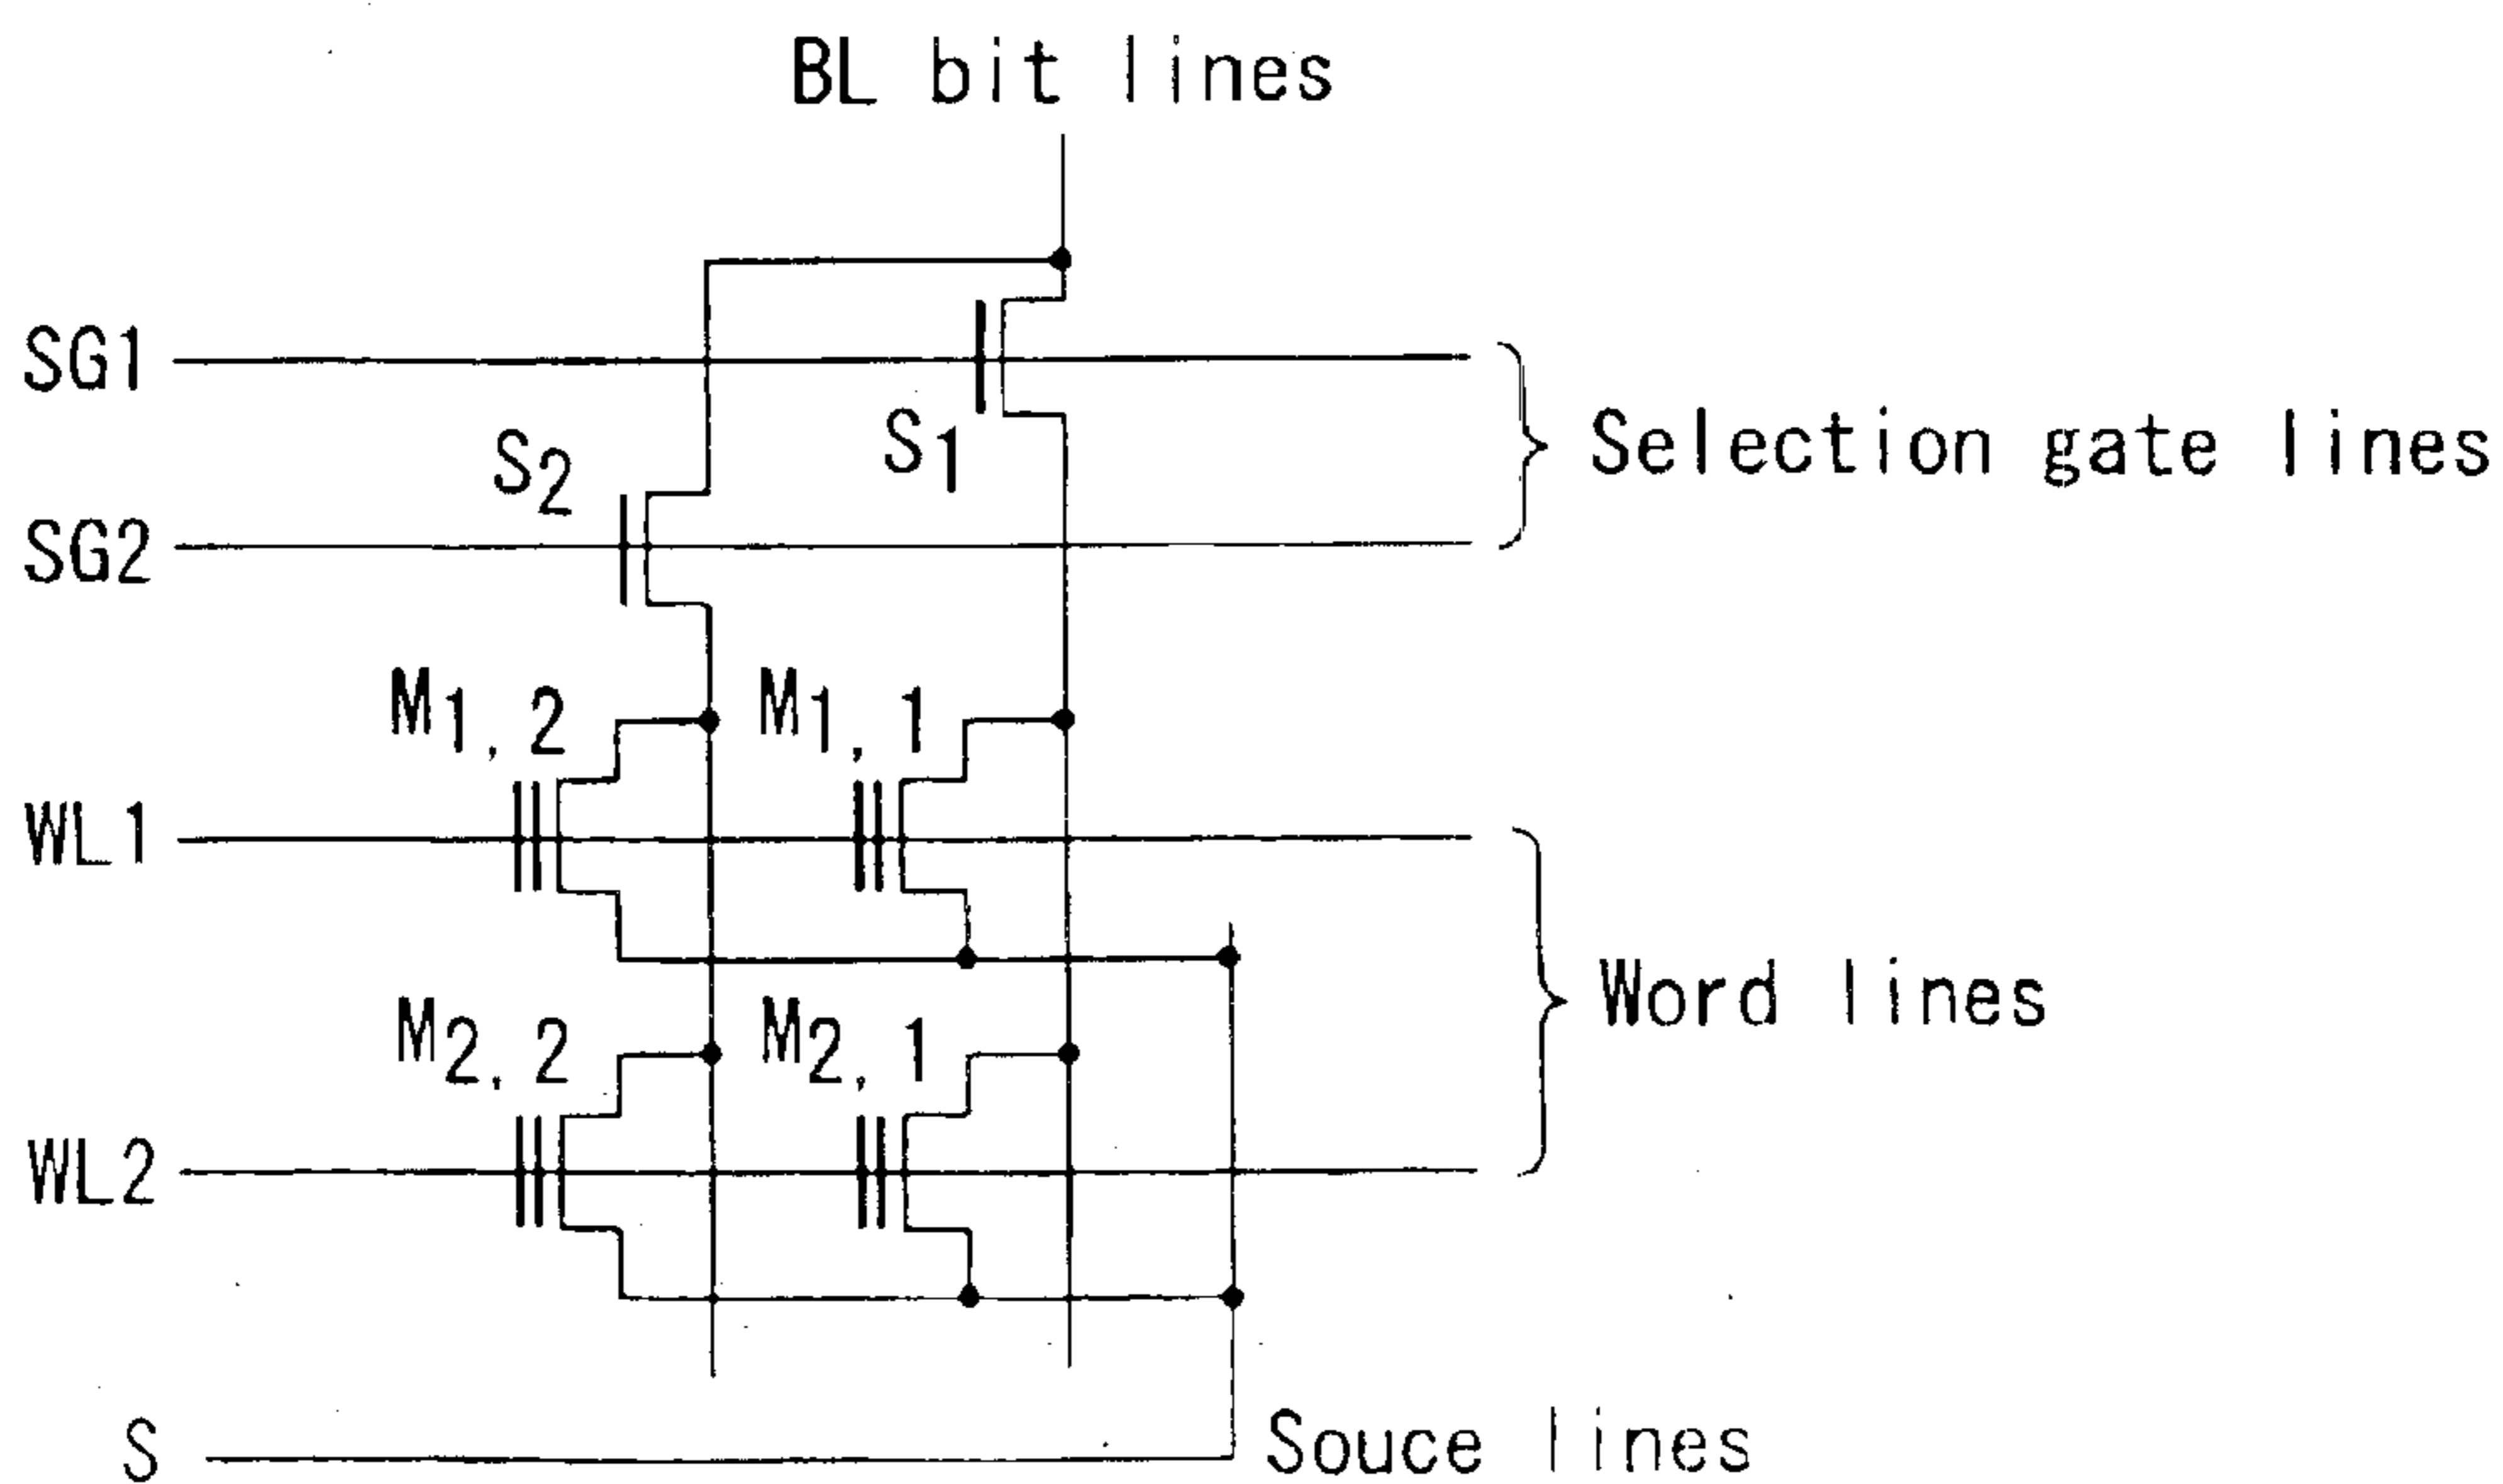 BL bit lines
SG1
S1
Selection gate lines
S2
SG2
M1,2
M1,1
WL1
Word lines
M2,2
M2,1
WL2
S
Souce lines